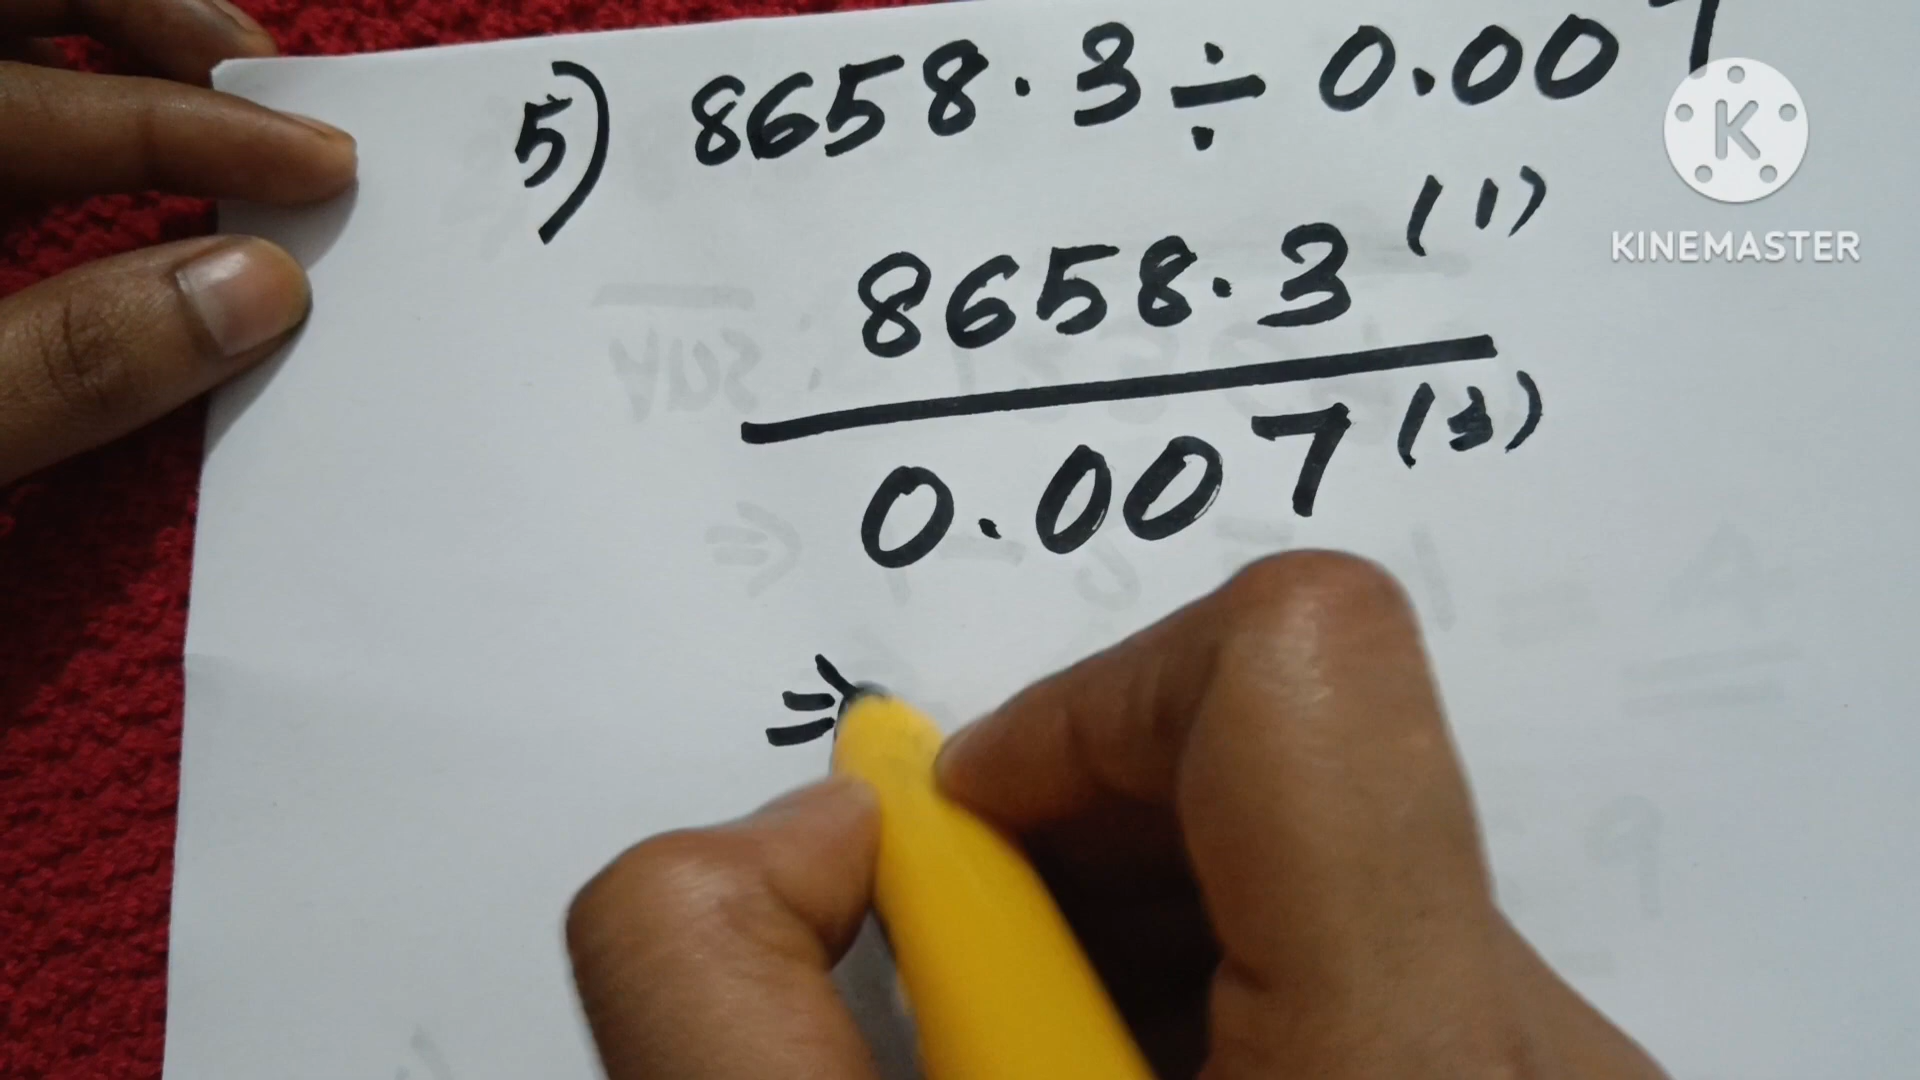 5) 8658.3 ÷ 0.007
8658.3 (1)
0.007 (3)
⇒
K
KINEMASTER